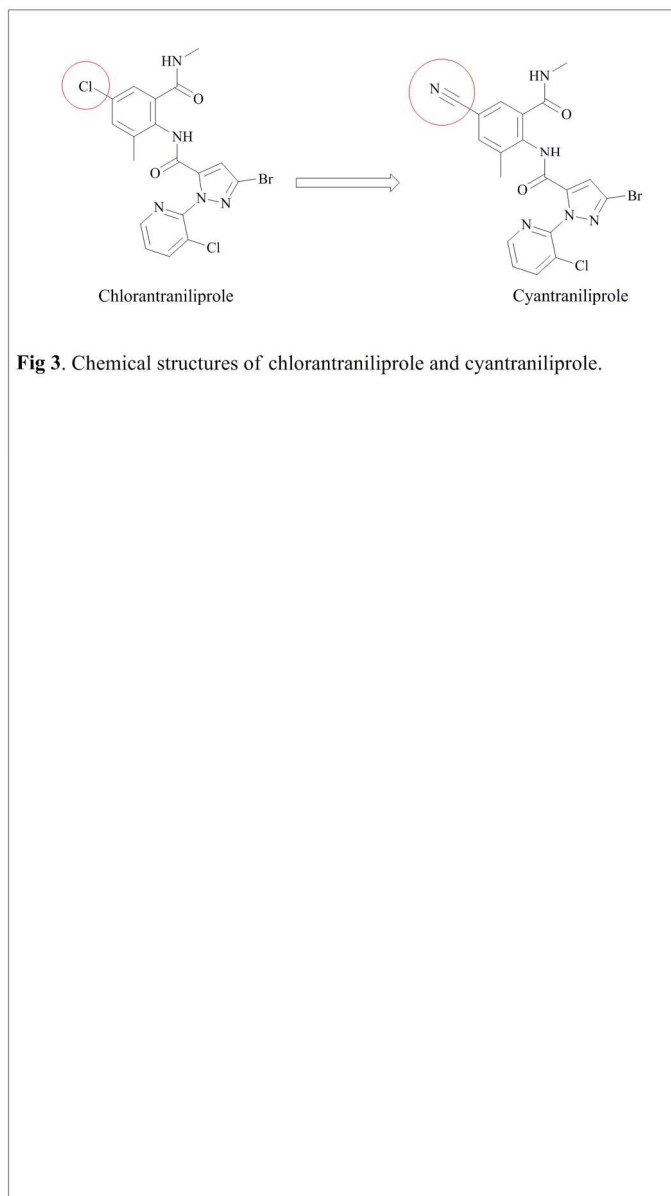 Cl
HN
O
NH
O
N
N
N
Br
Cl
Chlorantraniliprole
N
HN
O
NH
O
N
N
N
Br
Cl
Cyantraniliprole
Fig 3. Chemical structures of chlorantraniliprole and cyantraniliprole.